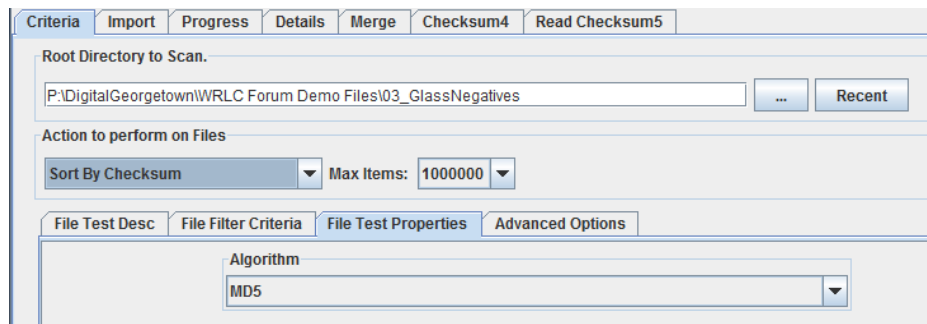 Criteria Import Progress Details Merge Checksum4 Read Checksum5
Root Directory to Scan.
P:\DigitalGeorgetown\WRLC Forum Demo Files\03_GlassNegatives ... Recent
Action to perform on Files
Sort By Checksum Max Items: 1000000
File Test Desc File Filter Criteria File Test Properties Advanced Options
Algorithm
MD5